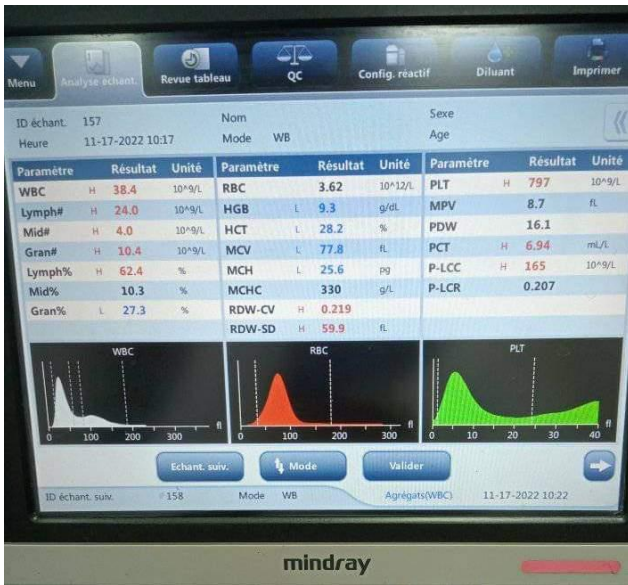 Menu Analyse échant. Revue tableau QC Config. réactif Diluant Imprimer
ID échant. 157 Nom Sexe
Heure 11-17-2022 10:17 Mode WB Age
Paramètre Résultat Unité Paramètre Résultat Unité Paramètre Résultat Unité
WBC H 38.4 10^9/L RBC 3.62 10^12/L PLT H 797 10^9/L
Lymph# H 24.0 10^9/L HGB L 9.3 g/dL MPV 8.7 fL
Mid# H 4.0 10^9/L HCT L 28.2 % PDW 16.1
Gran# H 10.4 10^9/L MCV L 77.8 fL PCT H 6.94 mL/L
Lymph% H 62.4 % MCH L 25.6 pg P-LCC H 165 10^9/L
Mid% 10.3 % MCHC 330 g/L P-LCR 0.207
Gran% L 27.3 % RDW-CV H 0.219
RDW-SD H 59.9 fL
WBC RBC PLT
0 100 200 300 fl 0 100 200 300 fl 0 10 20 30 40 fl
Echant. suiv. Mode Valider
ID échant. suiv. #158 Mode WB Agrégats(WBC) 11-17-2022 10:22
mindray